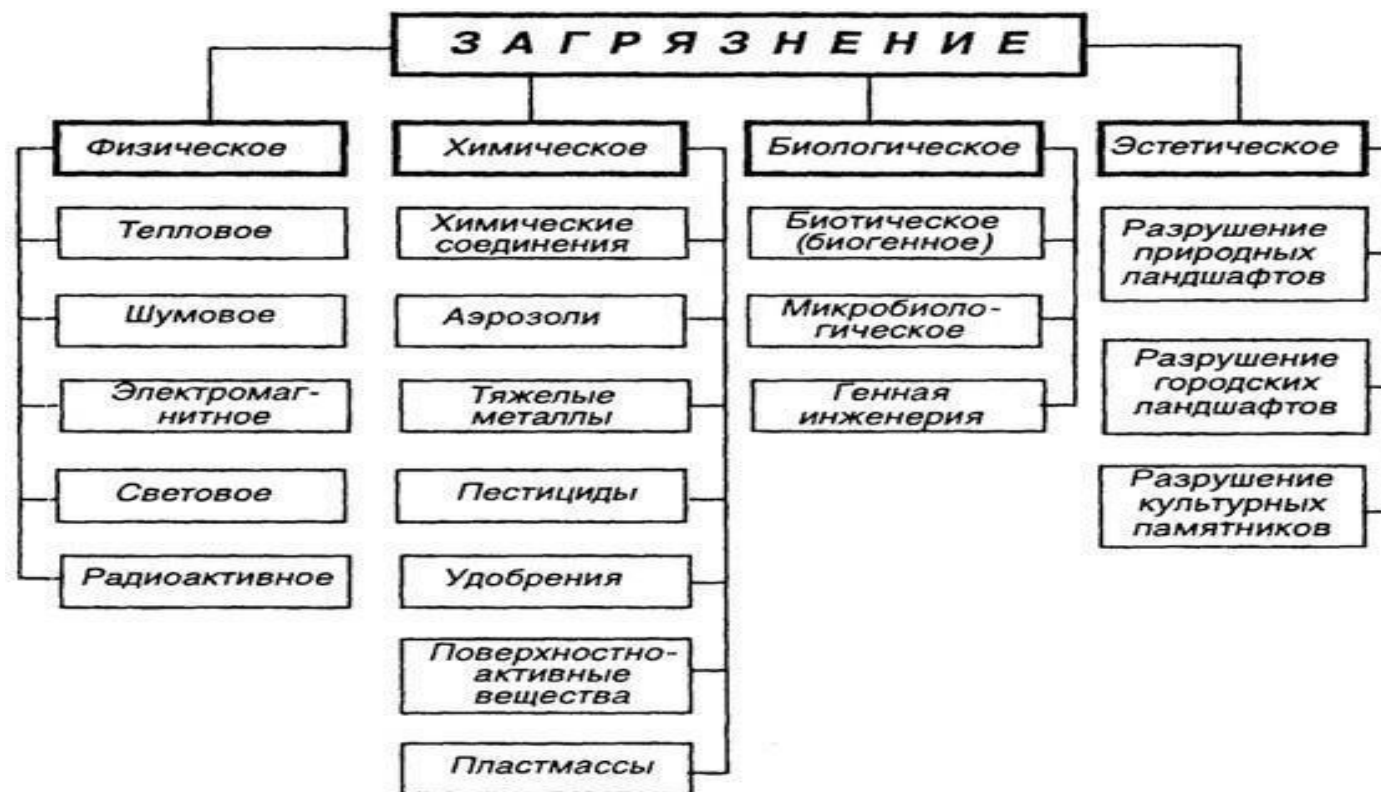 ЗАГРЯЗНЕНИЕ
Физическое
Тепловое
Шумовое
Электромаг-
нитное
Световое
Радиоактивное
Химическое
Химические
соединения
Аэрозоли
Тяжелые
металлы
Пестициды
Удобрения
Поверхностно-
активные
вещества
Пластмассы
Биологическое
Биотическое
(биогенное)
Микробиоло-
гическое
Генная
инженерия
Эстетическое
Разрушение
природных
ландшафтов
Разрушение
городских
ландшафтов
Разрушение
культурных
памятников